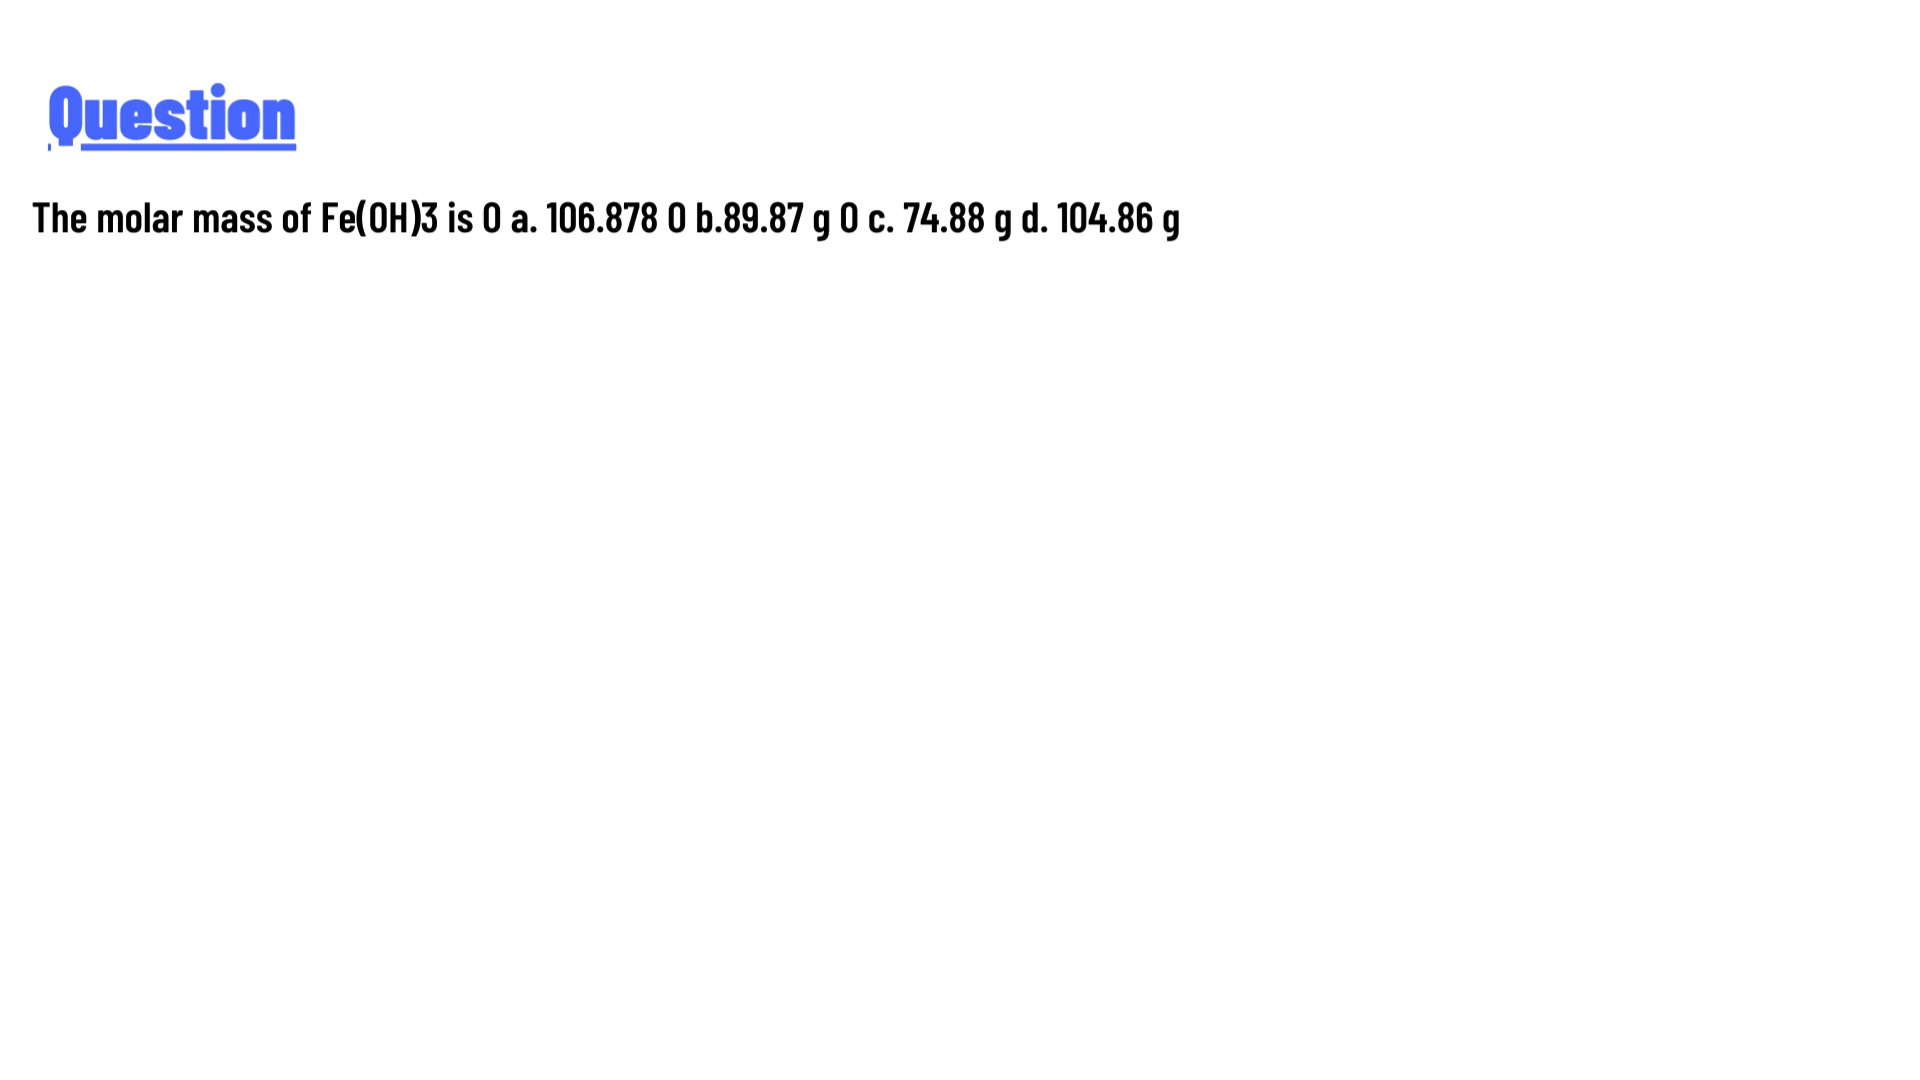 Question
The molar mass of Fe(OH)3 is O a. 106.878 O b.89.87 g O c. 74.88 g d. 104.86 g